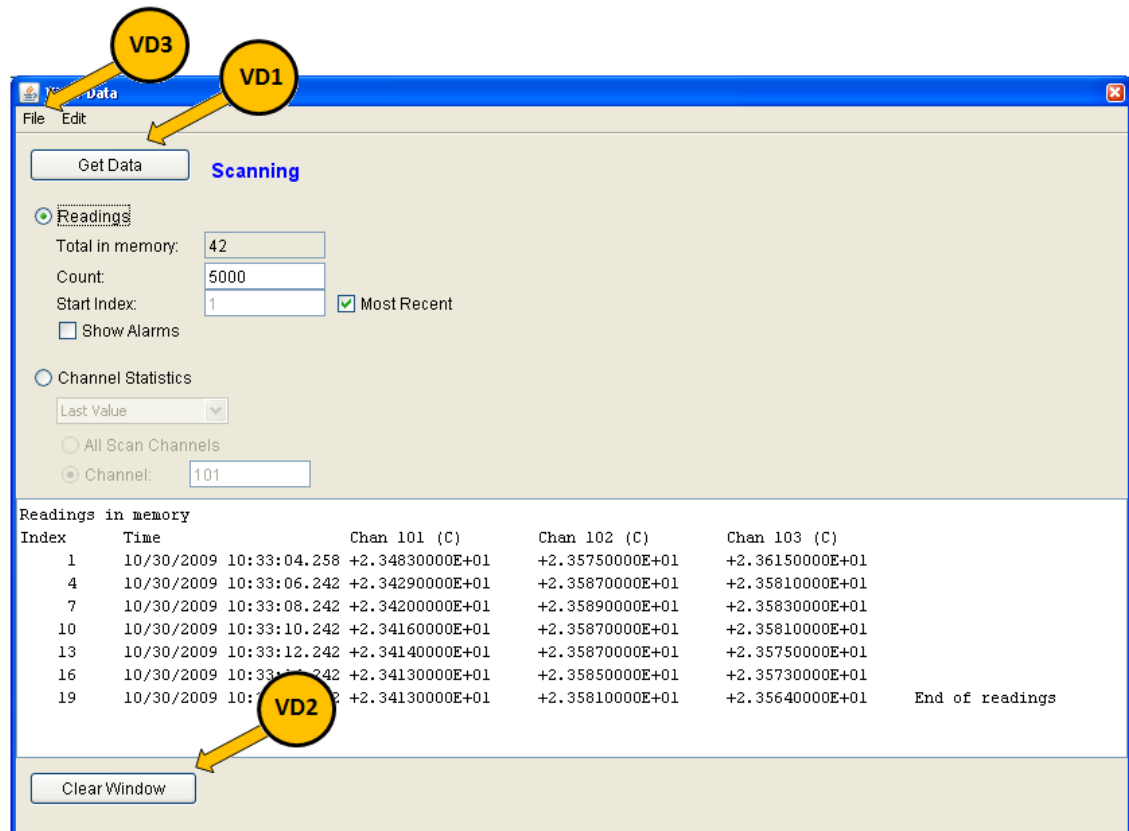 VD3
VD1
Data
File Edit
Get Data Scanning
Readings
Total in memory: 42
Count: 5000
Start Index: 1 Most Recent
Show Alarms
Channel Statistics
Last Value
All Scan Channels
Channel: 101
Readings in memory
Index Time Chan 101 (C) Chan 102 (C) Chan 103 (C)
1 10/30/2009 10:33:04.258 +2.34830000E+01 +2.35750000E+01 +2.36150000E+01
4 10/30/2009 10:33:06.242 +2.34290000E+01 +2.35870000E+01 +2.35810000E+01
7 10/30/2009 10:33:08.242 +2.34200000E+01 +2.35890000E+01 +2.35830000E+01
10 10/30/2009 10:33:10.242 +2.34160000E+01 +2.35870000E+01 +2.35810000E+01
13 10/30/2009 10:33:12.242 +2.34140000E+01 +2.35870000E+01 +2.35750000E+01
16 10/30/2009 +2.34130000E+01 +2.35850000E+01 +2.35730000E+01
19 10/30/2009 +2.34130000E+01 +2.35810000E+01 +2.35640000E+01 End of readings
VD2
Clear Window